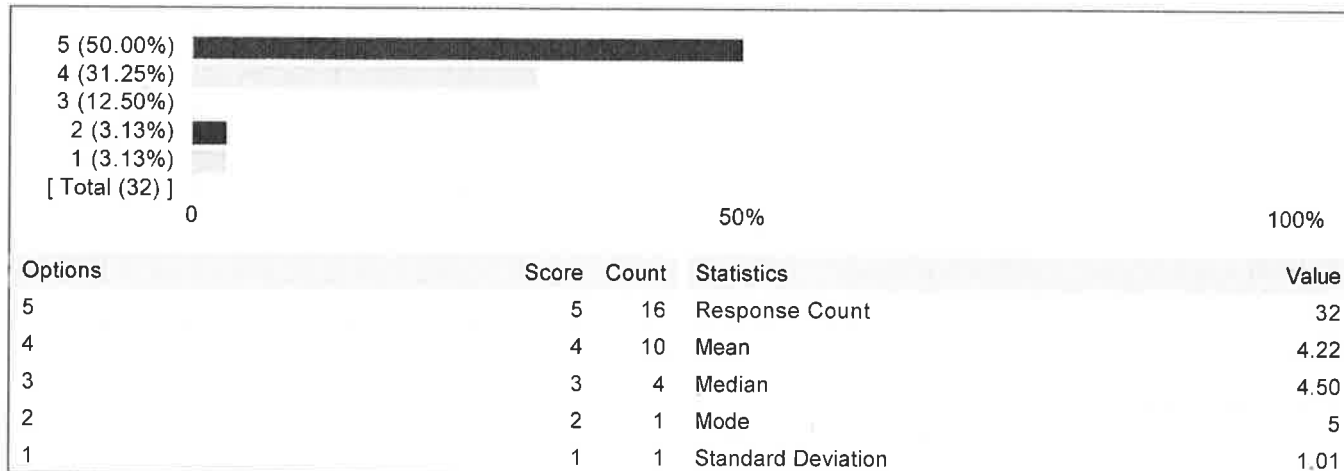 5 (50.00%)
4 (31.25%)
3 (12.50%)
2 (3.13%)
1 (3.13%)
[ Total (32) ]
0 50% 100%
Options Score Count Statistics Value
5 5 16 Response Count 32
4 4 10 Mean 4.22
3 3 4 Median 4.50
2 2 1 Mode 5
1 1 1 Standard Deviation 1.01